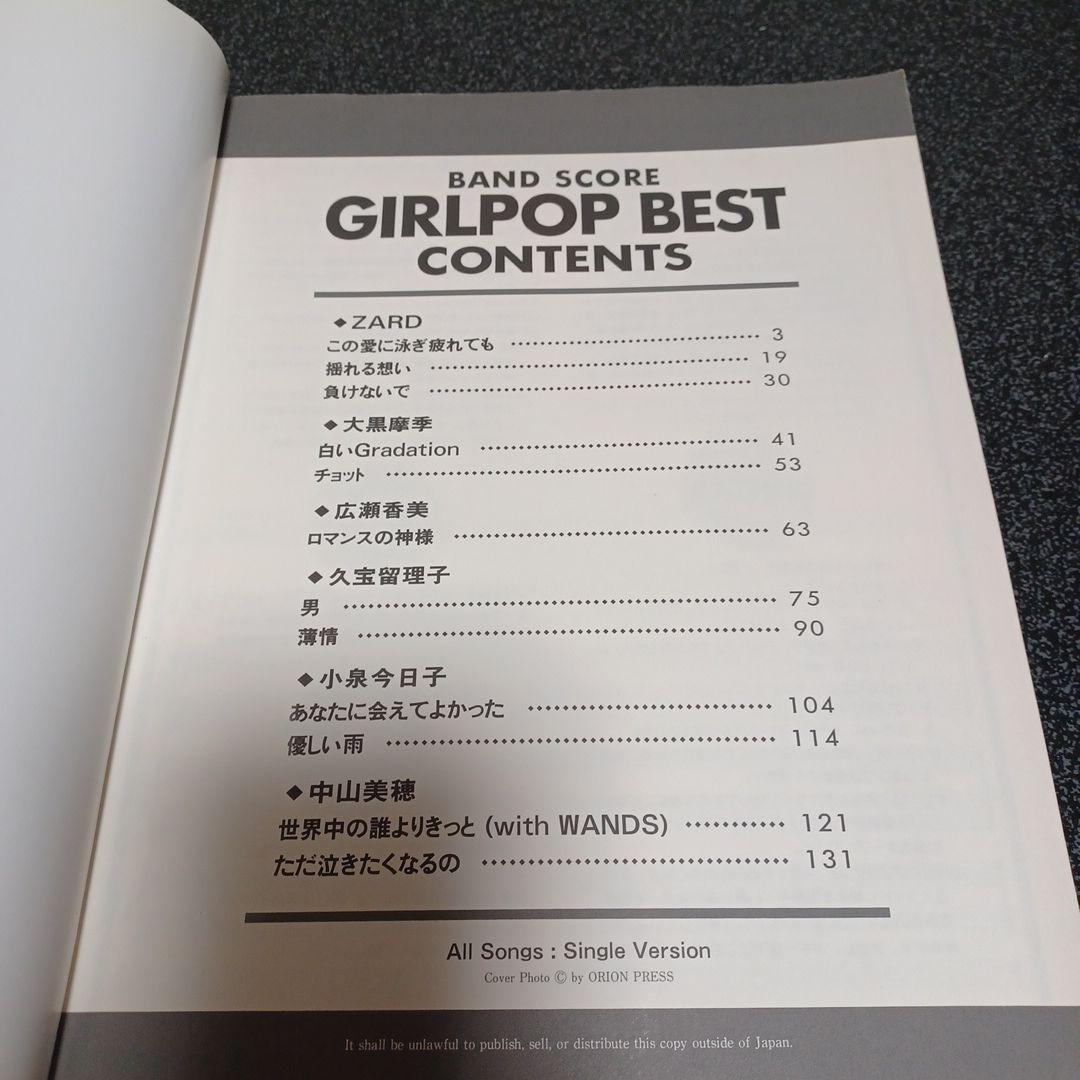 BAND SCORE
GIRLPOP BEST
CONTENTS
◆ZARD
この愛に泳ぎ疲れても 3
揺れる想い 19
負けないで 30
◆大黒摩季
白いGradation 41
チョット 53
◆広瀬香美
ロマンスの神様 63
◆久宝留理子
男 75
薄情 90
◆小泉今日子
あなたに会えてよかった 104
優しい雨 114
◆中山美穂
世界中の誰よりきっと (with WANDS) 121
ただ泣きたくなるの 131
All Songs : Single Version
Cover Photo © by ORION PRESS
It shall be unlawful to publish, sell, or distribute this copy outside of Japan.